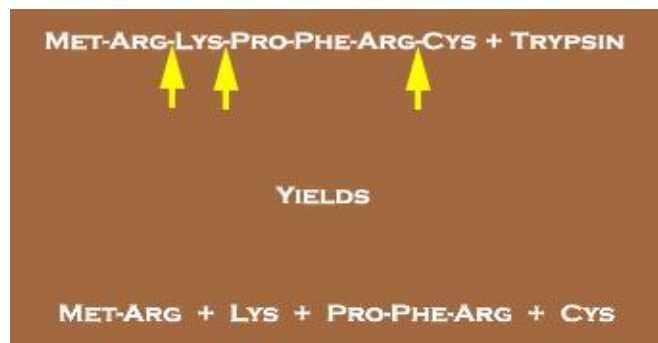 Met-Arg-Lys-Pro-Phe-Arg-Cys + Trypsin
Yields
Met-Arg + Lys + Pro-Phe-Arg + Cys